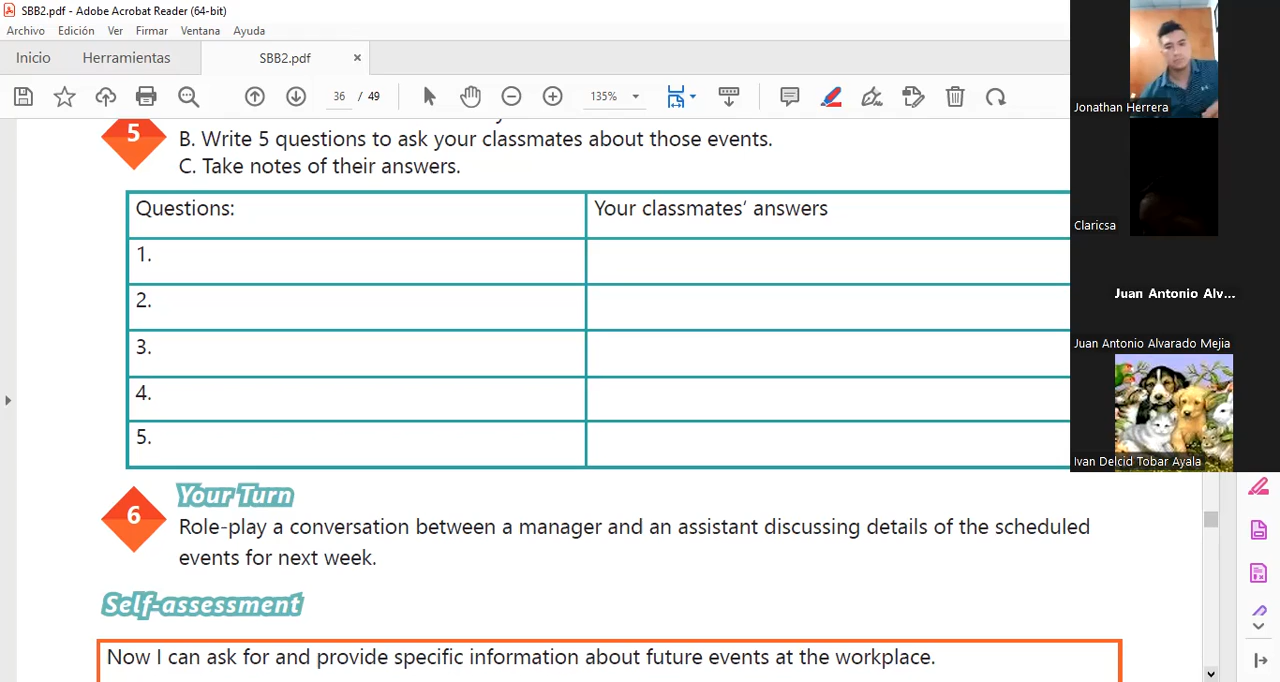 SBB2.pdf - Adobe Acrobat Reader (64-bit)
Archivo Edición Ver Firmar Ventana Ayuda
Inicio Herramientas SBB2.pdf ×
36 / 49 135%
5
B. Write 5 questions to ask your classmates about those events.
C. Take notes of their answers.
Questions: Your classmates’ answers
1.
2.
3.
4.
5.
6 Your Turn
Role-play a conversation between a manager and an assistant discussing details of the scheduled
events for next week.
Self-assessment
Now I can ask for and provide specific information about future events at the workplace.
Jonathan Herrera
Claricsa
Juan Antonio Alv...
Juan Antonio Alvarado Mejia
Ivan Delcid Tobar Ayala